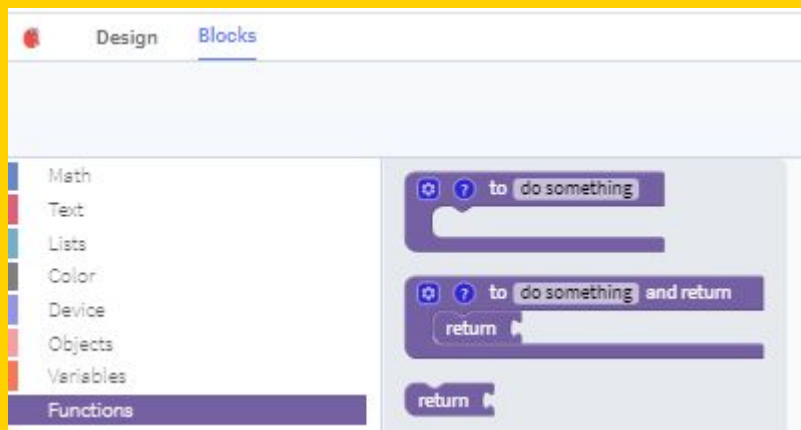 Design Blocks
Math
Text
Lists
Color
Device
Objects
Variables
Functions
? to do something
? to do something and return
return
return